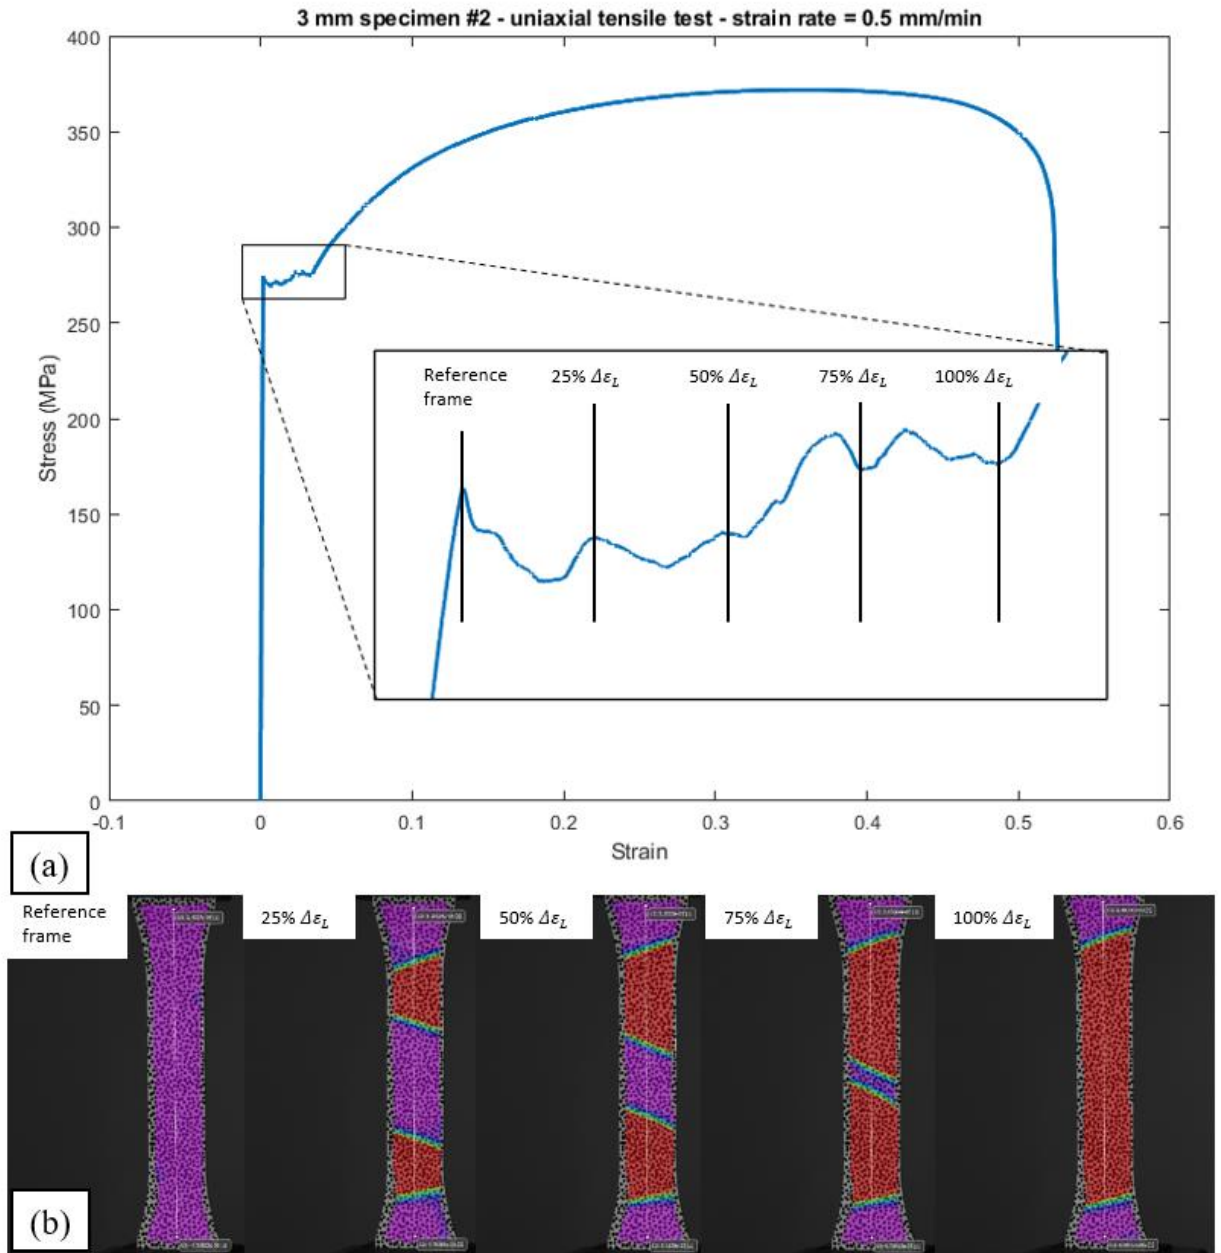 3 mm specimen #2 - uniaxial tensile test - strain rate = 0.5 mm/min
400
350
300
250
200
150
100
50
0
Stress (MPa)
-0.1
0
0.1
0.2
0.3
0.4
0.5
0.6
Strain
Reference
frame
25% Δε_L
50% Δε_L
75% Δε_L
100% Δε_L
(a)
Reference
frame
25% Δε_L
50% Δε_L
75% Δε_L
100% Δε_L
(b)